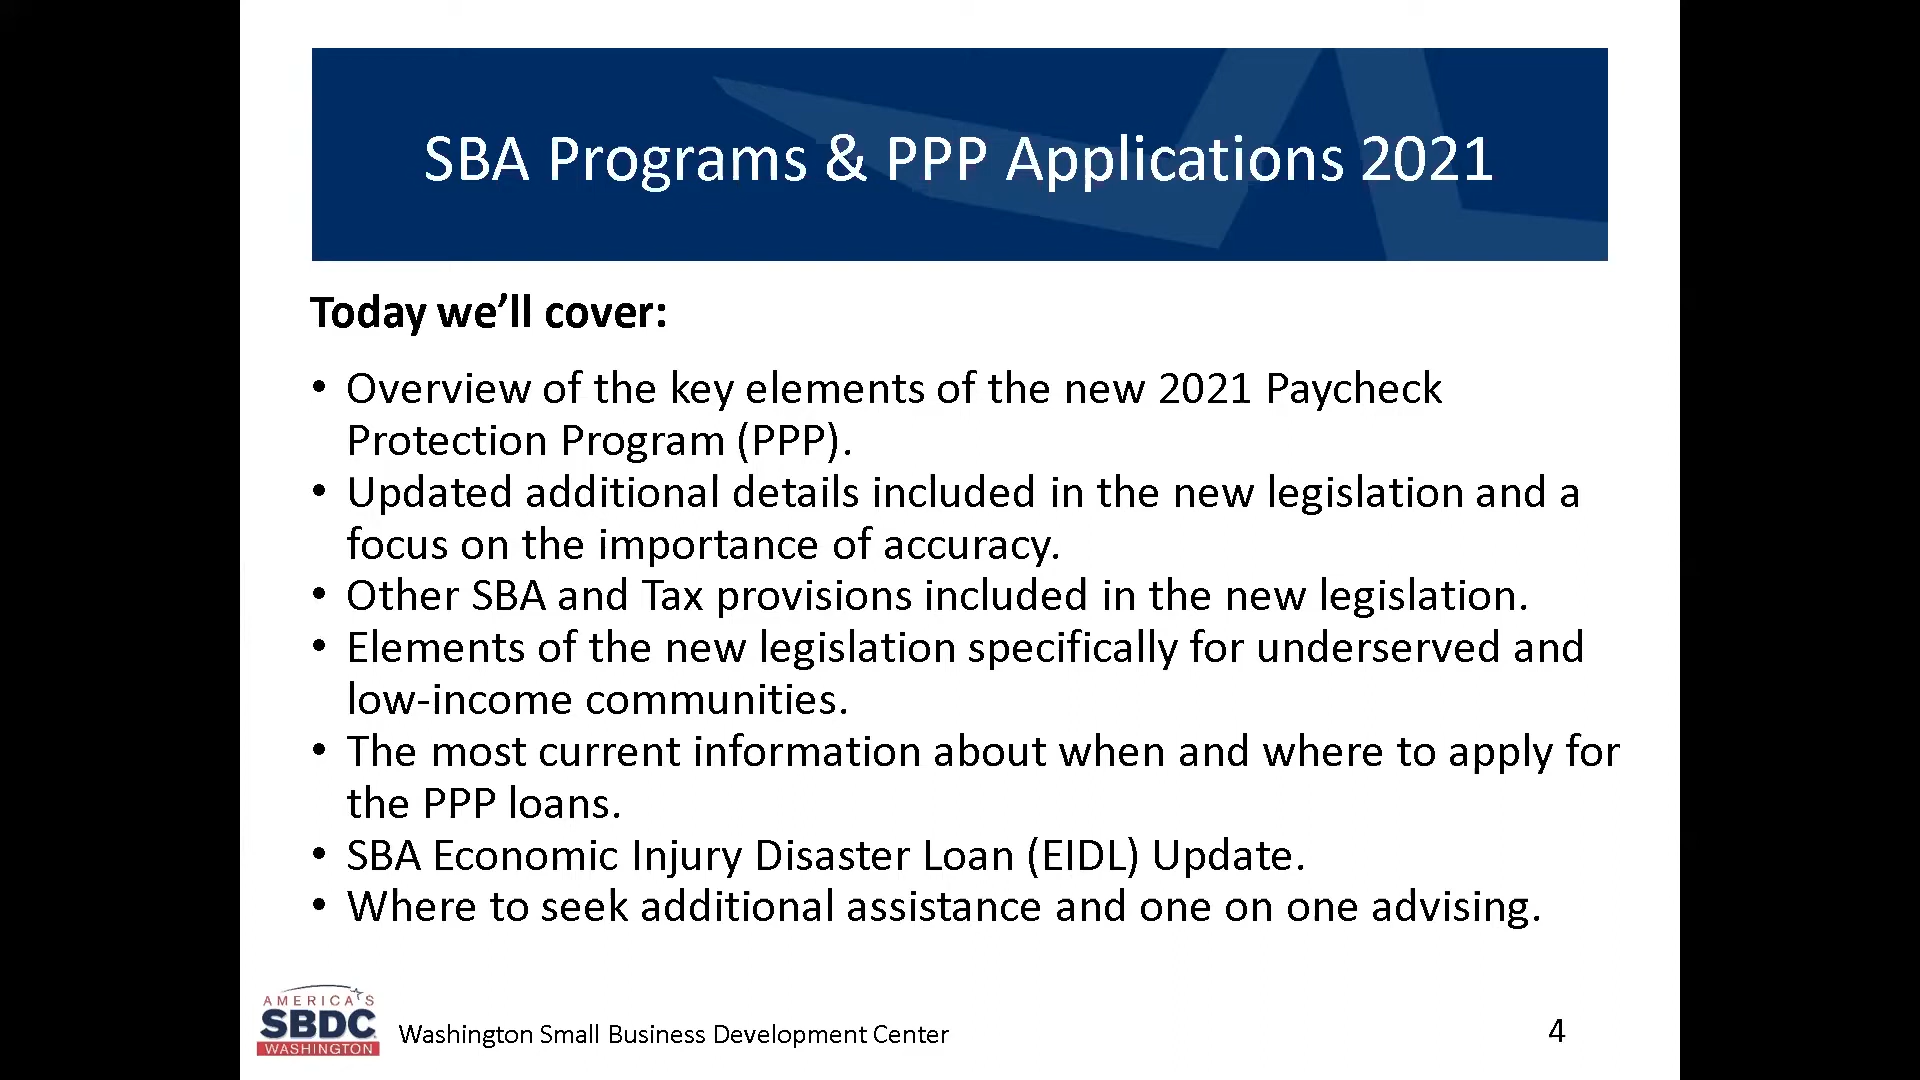 SBA Programs & PPP Applications 2021
Today we’ll cover:
• Overview of the key elements of the new 2021 Paycheck
Protection Program (PPP).
• Updated additional details included in the new legislation and a
focus on the importance of accuracy.
• Other SBA and Tax provisions included in the new legislation.
• Elements of the new legislation specifically for underserved and
low-income communities.
• The most current information about when and where to apply for
the PPP loans.
• SBA Economic Injury Disaster Loan (EIDL) Update.
• Where to seek additional assistance and one on one advising.
AMERICA'S
SBDC
WASHINGTON
Washington Small Business Development Center
4